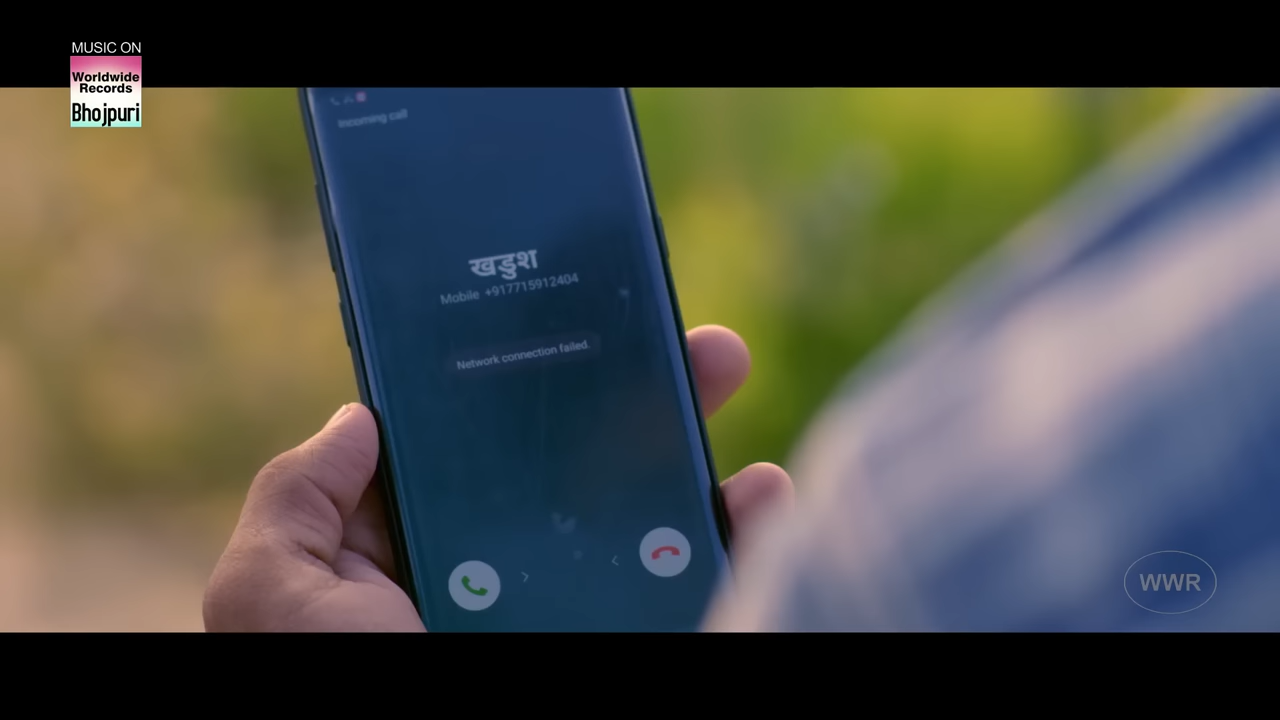 MUSIC ON
Worldwide
Records
Bhojpuri
Incoming call
खडुश
Mobile +917715912404
Network connection failed.
WWR